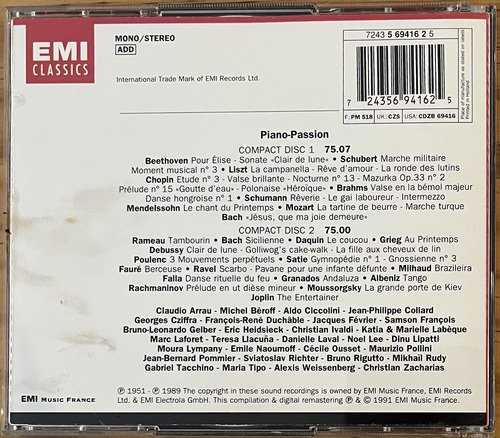 EMI
CLASSICS
MONO/STEREO
ADD
International Trade Mark of EMI Records Ltd.
7243 5 69416 2 5
7 24356 94162 5
F: PM 518 UK: CZS USA: CDZB 69416
Place of manufacture as stated on labels
Printed in Holland
Piano-Passion
COMPACT DISC 1 75.07
Beethoven Pour Élise - Sonate «Clair de lune» • Schubert Marche militaire
Moment musical n° 3 • Liszt La campanella - Rêve d'amour - La ronde des lutins
Chopin Etude n° 3 - Valse brillante - Nocturne n° 13 - Mazurka Op.33 n° 2
Prélude n° 15 «Goutte d'eau» - Polonaise «Héroïque» • Brahms Valse en la bémol majeur
Danse hongroise n° 1 • Schumann Rêverie - Le gai laboureur - Intermezzo
Mendelssohn Le chant du Printemps • Mozart La tartine de beurre - Marche turque
Bach «Jésus, que ma joie demeure»
COMPACT DISC 2 75.00
Rameau Tambourin • Bach Sicilienne • Daquin Le coucou • Grieg Au Printemps
Debussy Clair de lune - Golliwog's cake-walk - La fille aux cheveux de lin
Poulenc 3 Mouvements perpétuels • Satie Gymnopédie n° 1 - Gnossienne n° 3
Fauré Berceuse • Ravel Scarbo - Pavane pour une infante défunte • Milhaud Brazileira
Falla Danse rituelle du feu • Granados Andaluza • Albeniz Tango
Rachmaninov Prélude en ut dièse mineur • Moussorgsky La grande porte de Kiev
Joplin The Entertainer
Claudio Arrau - Michel Béroff - Aldo Ciccolini - Jean-Philippe Collard
Georges Cziffra - François-René Duchâble - Jacques Février - Samson François
Bruno-Leonardo Gelber - Eric Heidsieck - Christian Ivaldi - Katia & Marielle Labèque
Marc Laforet - Teresa Llacuña - Danielle Laval - Noel Lee - Dinu Lipatti
Moura Lympany - Emile Naoumoff - Cécile Ousset - Maurizio Pollini
Jean-Bernard Pommier - Sviatoslav Richter - Bruno Rigutto - Mikhaïl Rudy
Gabriel Tacchino - Maria Tipo - Alexis Weissenberg - Christian Zacharias
℗ 1951 - ℗ 1989 The copyright in these sound recordings is owned by EMI Music France, EMI Records
Ltd. & EMI Electrola GmbH. This compilation & digital remastering ℗ & © 1991 EMI Music France.
EMI MUSIC FRANCE